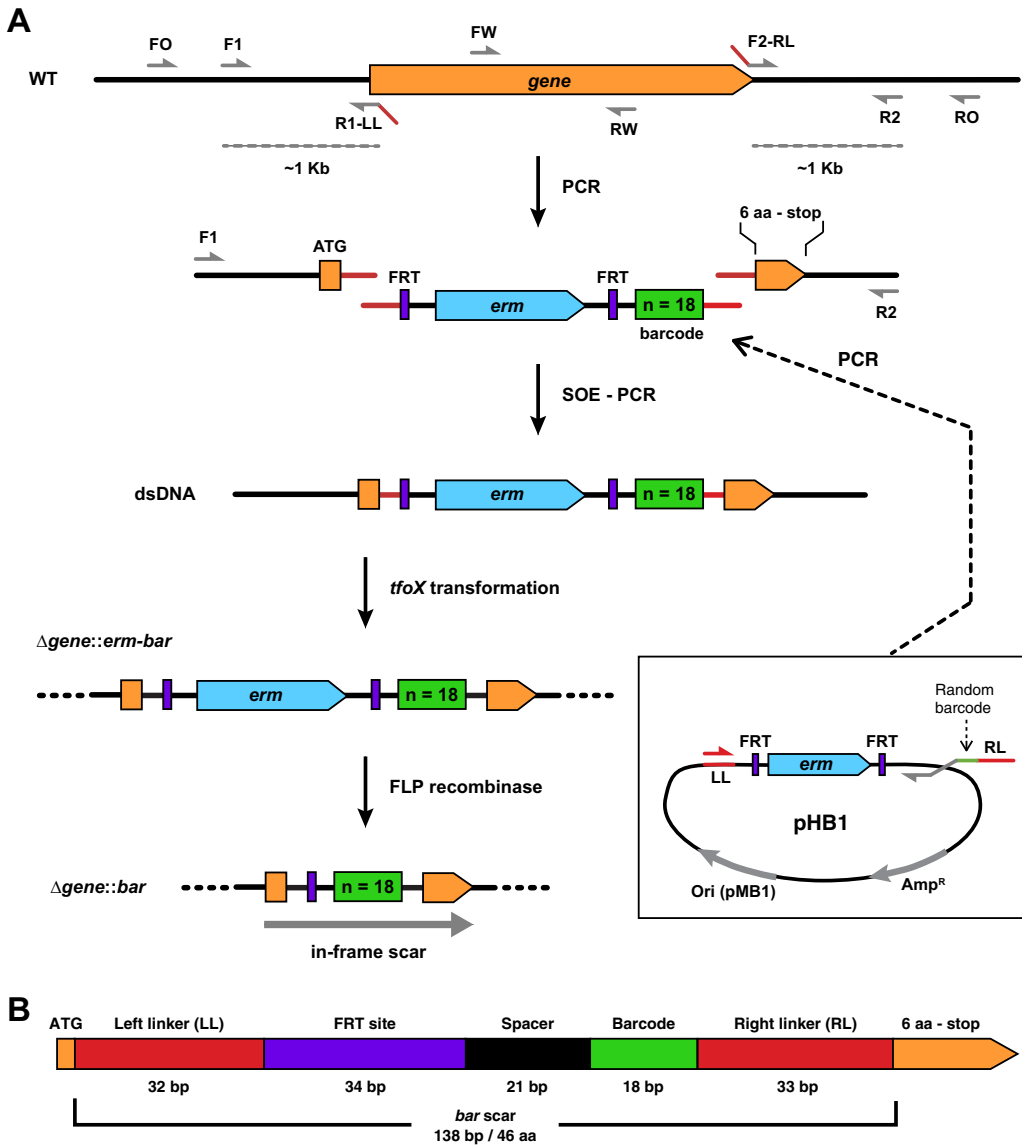 A
FO
F1
FW
F2-RL
WT
gene
R1-LL
RW
R2
RO
~1 Kb
~1 Kb
PCR
6 aa - stop
F1
ATG
FRT
FRT
erm
n = 18
barcode
R2
PCR
SOE - PCR
dsDNA
erm
n = 18
tfoX transformation
Δgene::erm-bar
erm
n = 18
FLP recombinase
Δgene::bar
n = 18
in-frame scar
Random
barcode
FRT
FRT
RL
LL
erm
pHB1
Ori (pMB1)
Amp^R
B
ATG
Left linker (LL)
FRT site
Spacer
Barcode
Right linker (RL)
6 aa - stop
32 bp
34 bp
21 bp
18 bp
33 bp
bar scar
138 bp / 46 aa